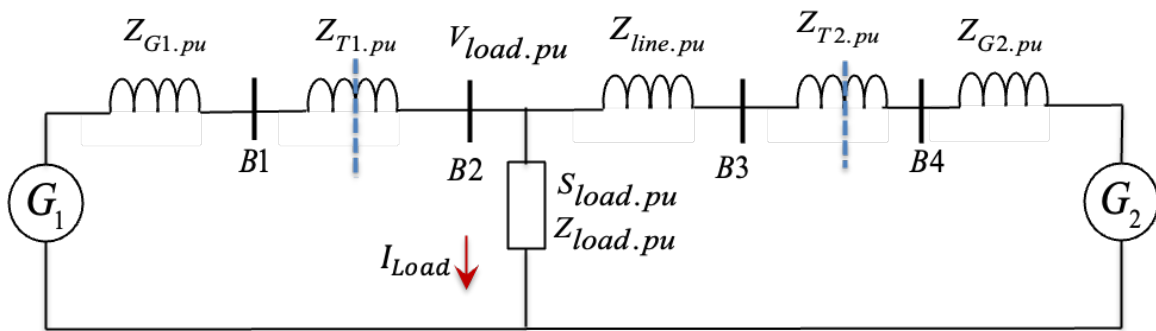 Z_{G1.pu}
Z_{T1.pu}
V_{load.pu}
Z_{line.pu}
Z_{T2.pu}
Z_{G2.pu}
B1
B2
B3
B4
G_1
S_{load.pu}
Z_{load.pu}
G_2
I_{Load}